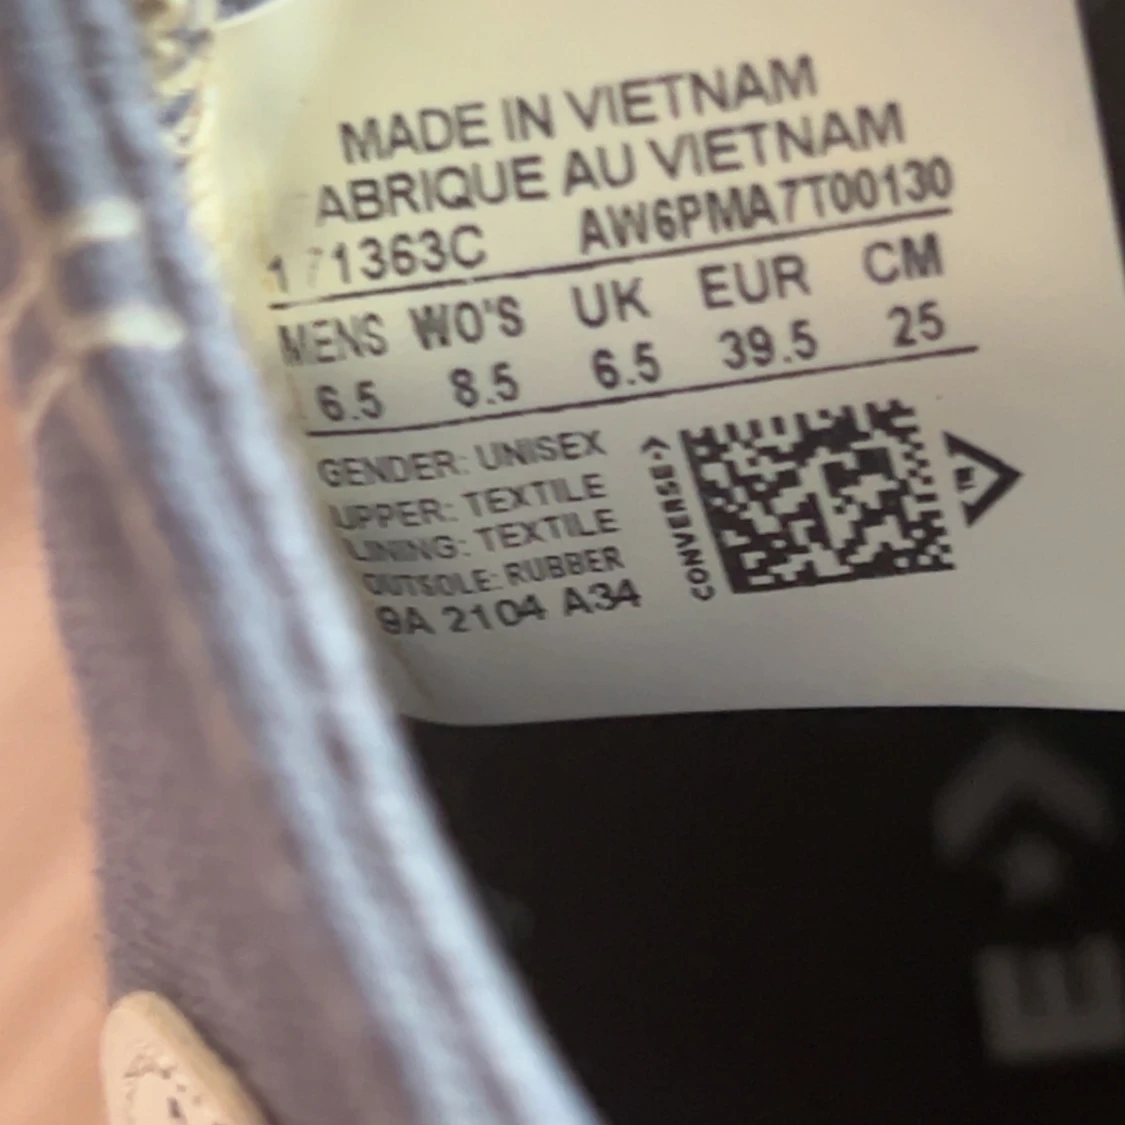 MADE IN VIETNAM
ABRIQUE AU VIETNAM
171363C AW6PMA7T00130
MENS WO'S UK EUR CM
6.5 8.5 6.5 39.5 25
GENDER: UNISEX
UPPER: TEXTILE
LINING: TEXTILE
OUTSOLE: RUBBER
9A 2104 A34
CONVERSE
E